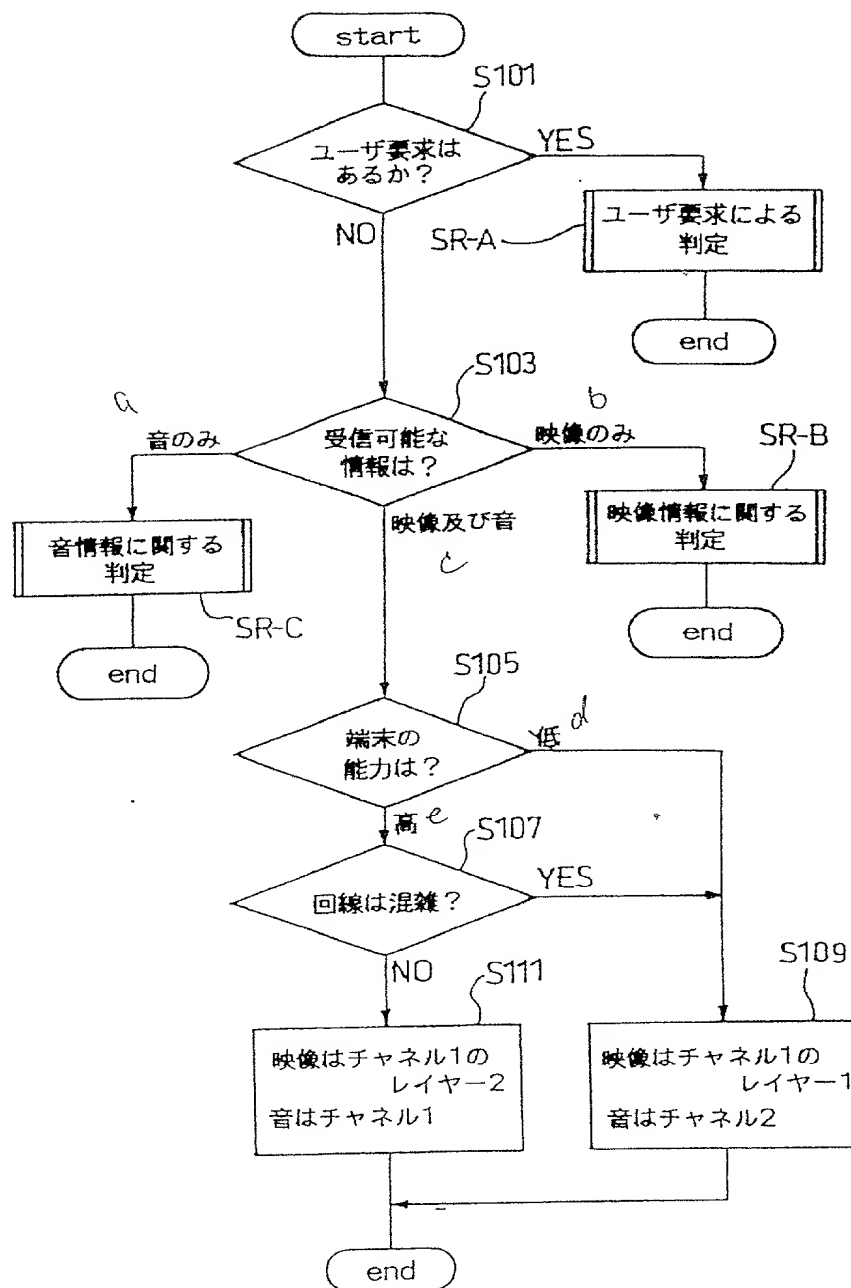 start
S101
ユーザ要求は
あるか？
YES
NO
SR-A
ユーザ要求による
判定
end
S103
a
音のみ
受信可能な
情報は？
b
映像のみ
SR-B
映像情報に関する
判定
end
音情報に関する
判定
SR-C
end
映像及び音
c
S105
端末の
能力は？
低 d
高 e
S107
回線は混雑？
YES
NO
S111
映像はチャネル1の
レイヤー2
音はチャネル1
S109
映像はチャネル1の
レイヤー1
音はチャネル2
end